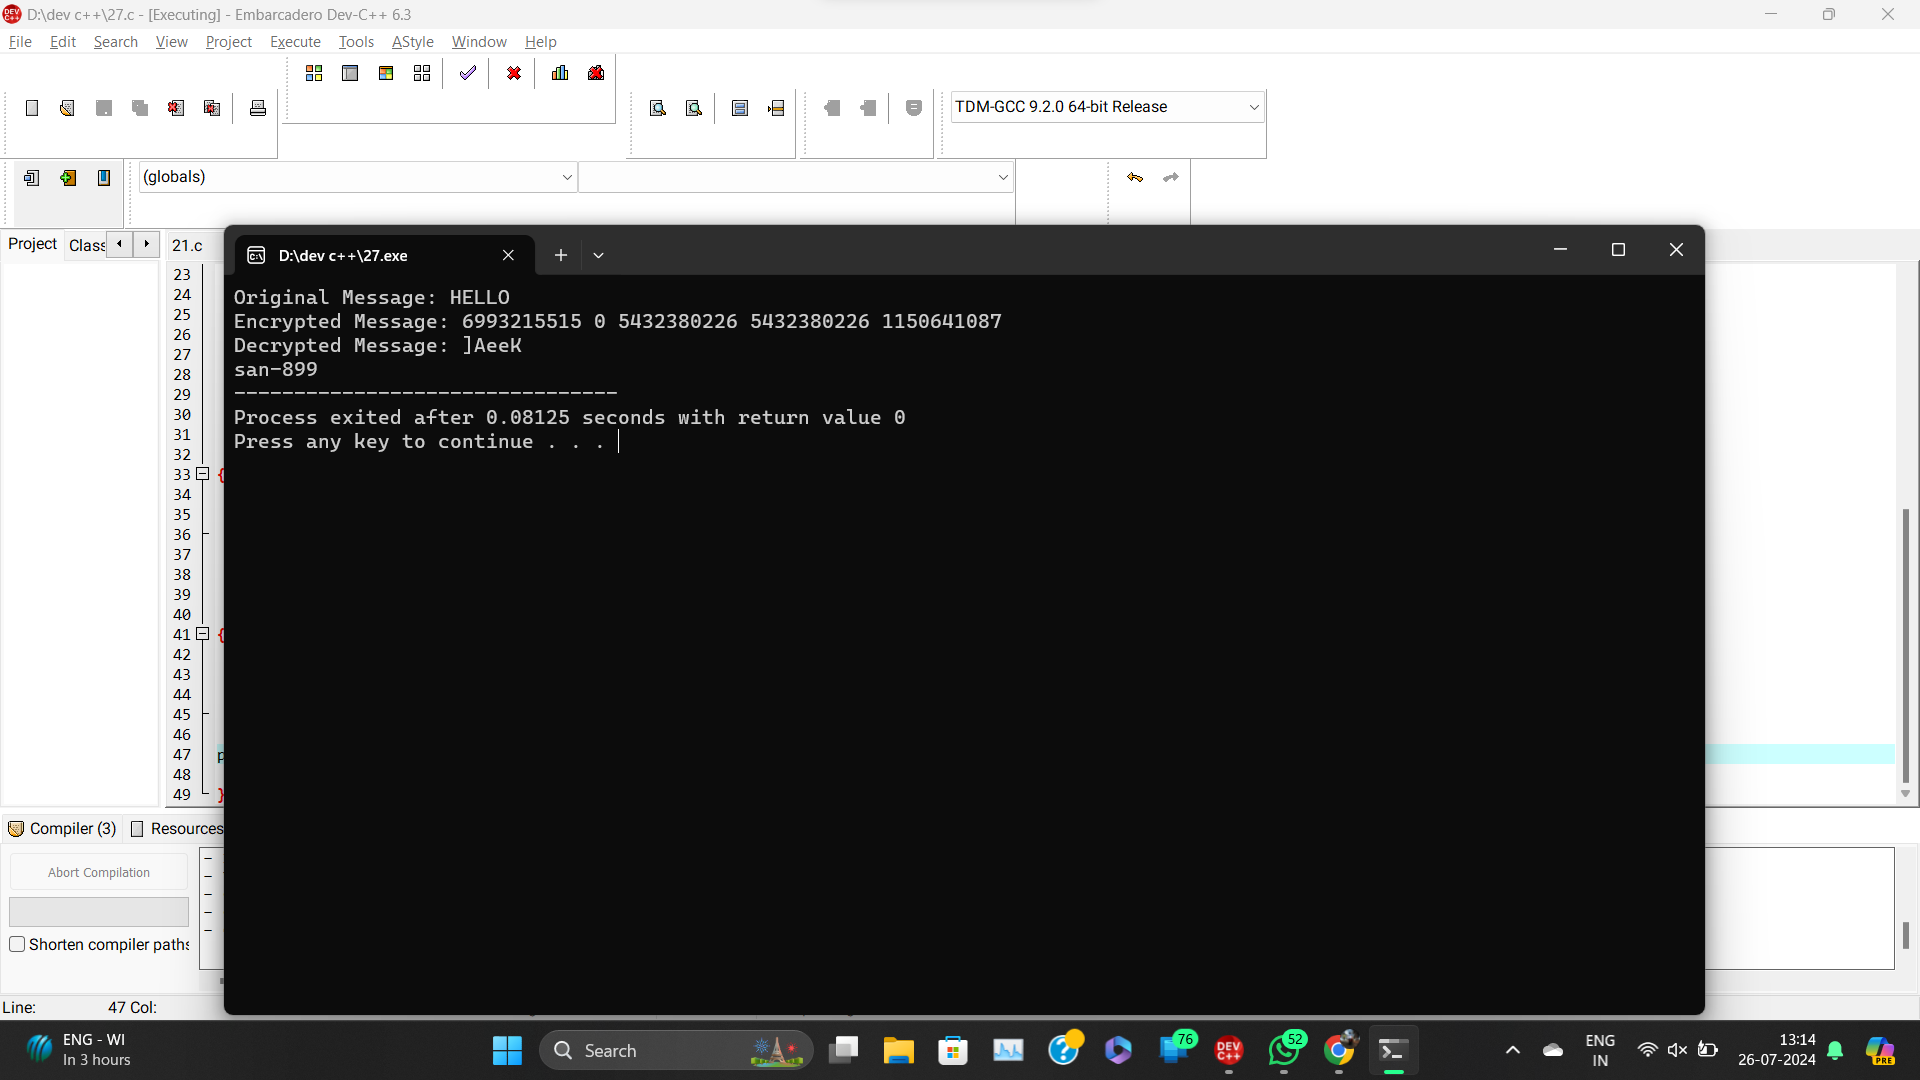 D:\dev c++\27.c - [Executing] - Embarcadero Dev-C++ 6.3
File Edit Search View Project Execute Tools AStyle Window Help
TDM-GCC 9.2.0 64-bit Release
(globals)
Project Class 21.c
D:\dev c++\27.exe
Original Message: HELLO
Encrypted Message: 6993215515 0 5432380226 5432380226 1150641087
Decrypted Message: ]AeeK
san-899
--------------------------------
Process exited after 0.08125 seconds with return value 0
Press any key to continue . . .
23
24
25
26
27
28
29
30
31
32
33 {
34
35
36
37
38
39
40
41 {
42
43
44
45
46
47 p
48
49 }
Compiler (3) Resources
Abort Compilation
-
-
-
-
-
Shorten compiler paths
Line: 47 Col:
ENG - WI
In 3 hours
Search
76
DEV C++
52
ENG
IN
13:14
26-07-2024
PRE